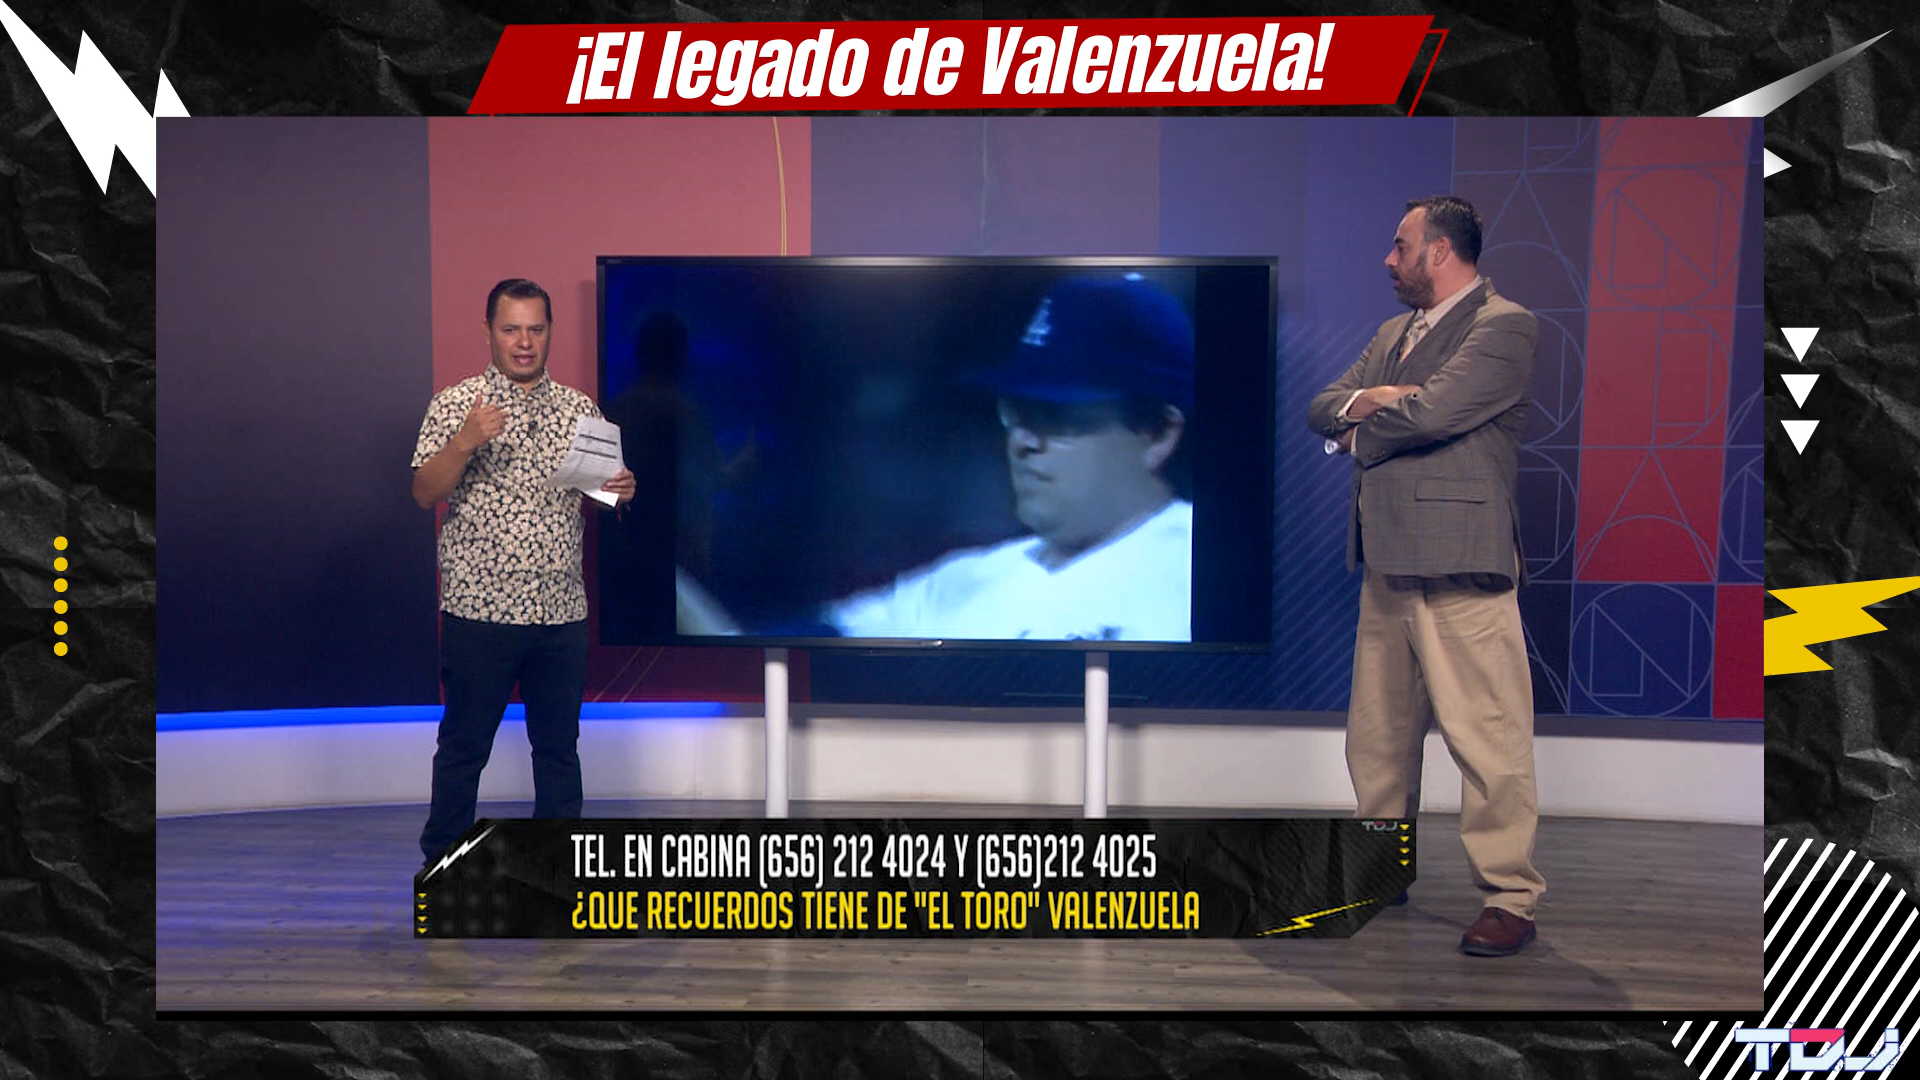 ¡El legado de Valenzuela!
TEL. EN CABINA (656) 212 4024 Y (656)212 4025
¿QUE RECUERDOS TIENE DE "EL TORO" VALENZUELA
TDJ
TDJ